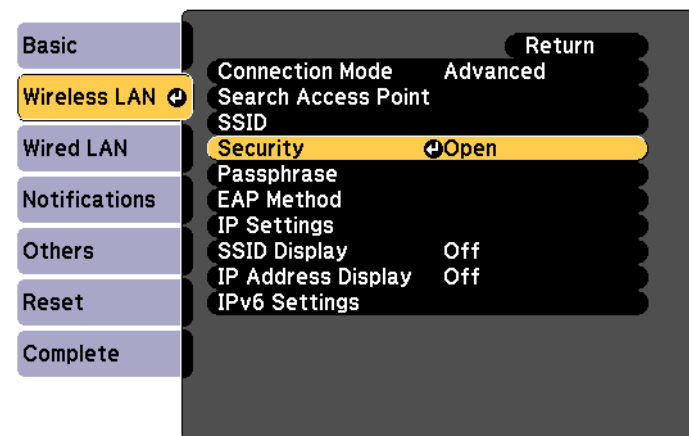 Basic
Wireless LAN
Wired LAN
Notifications
Others
Reset
Complete
Return
Connection Mode Advanced
Search Access Point
SSID
Security Open
Passphrase
EAP Method
IP Settings
SSID Display Off
IP Address Display Off
IPv6 Settings